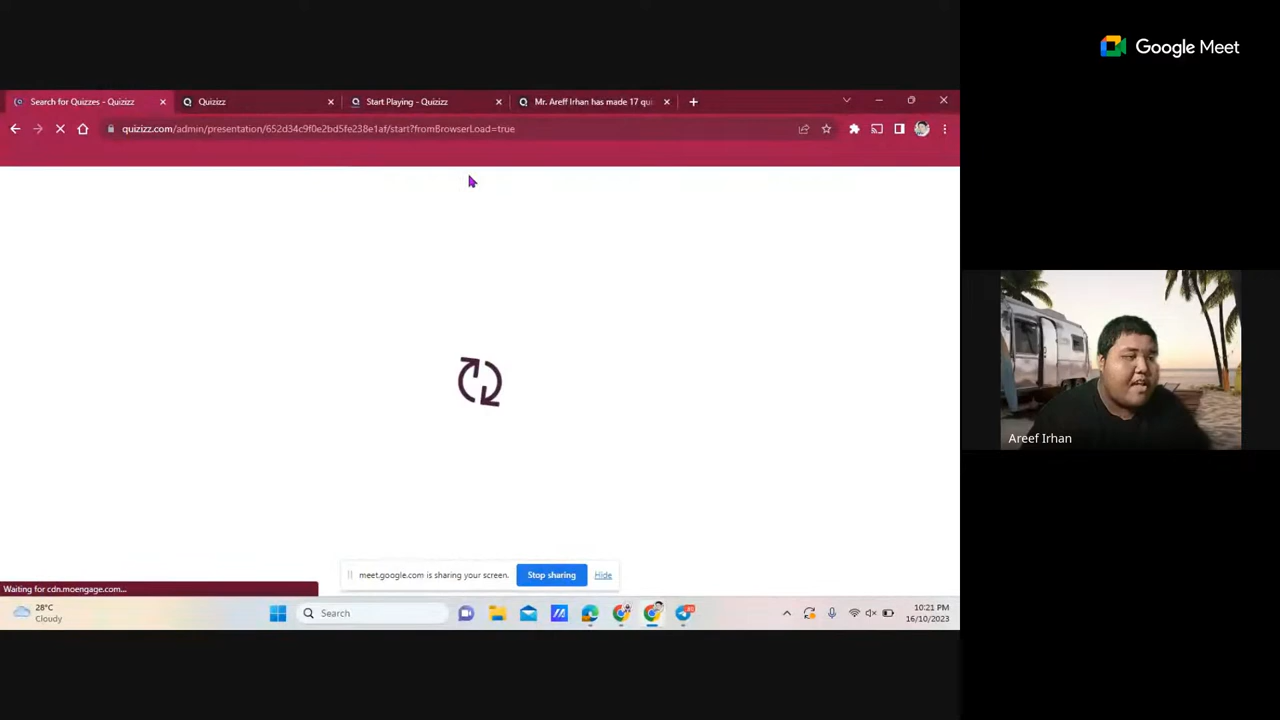 Google Meet
Search for Quizzes - Quizizz
Quizizz
Start Playing - Quizizz
Mr. Areff Irhan has made 17 qui
quizizz.com/admin/presentation/652d34c9f0e2bd5fe238e1af/start?fromBrowserLoad=true
Areef Irhan
meet.google.com is sharing your screen.
Stop sharing
Hide
Waiting for cdn.moengage.com...
28°C
Cloudy
Search
10:21 PM
16/10/2023